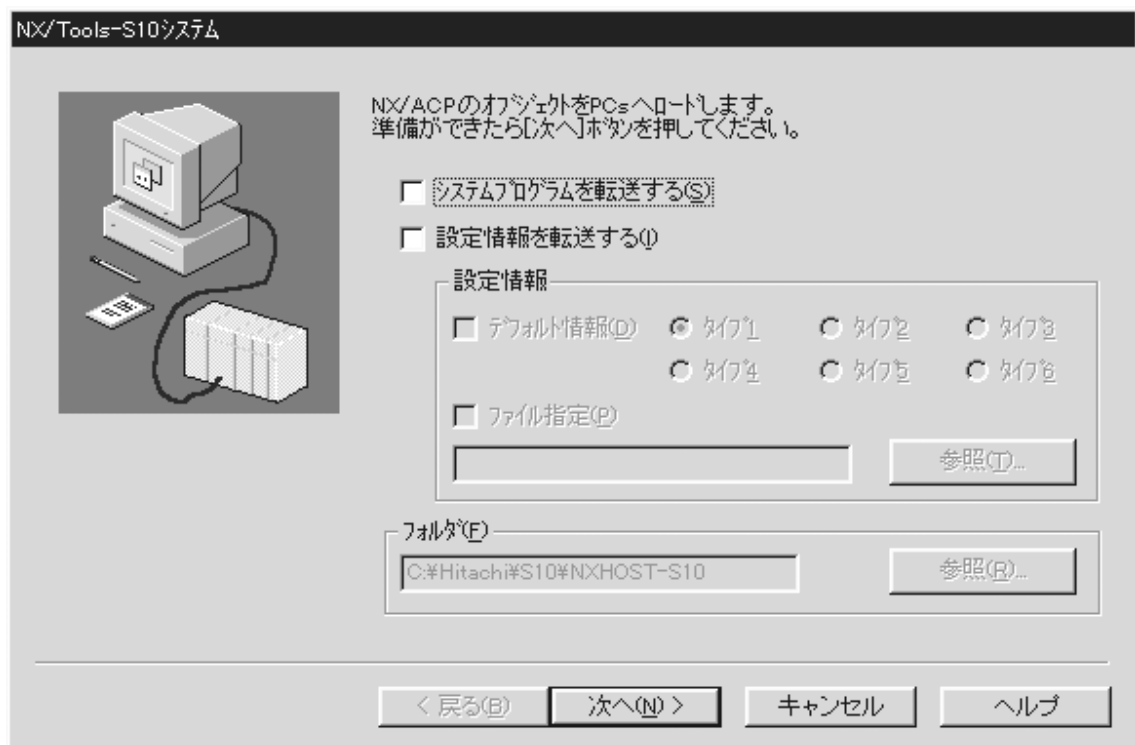 NX/Tools-S10システム
NX/ACPのオブジェクトをPCsへロードします。
準備ができたら[次へ]ボタンを押してください。
システムプログラムを転送する(S)
設定情報を転送する(I)
設定情報
デフォルト情報(D) タイプ1 タイプ2 タイプ3
タイプ4 タイプ5 タイプ6
ファイル指定(P)
参照(T)...
フォルダ(F)
C:¥Hitachi¥S10¥NXHOST-S10 参照(R)...
< 戻る(B) 次へ(N) > キャンセル ヘルプ